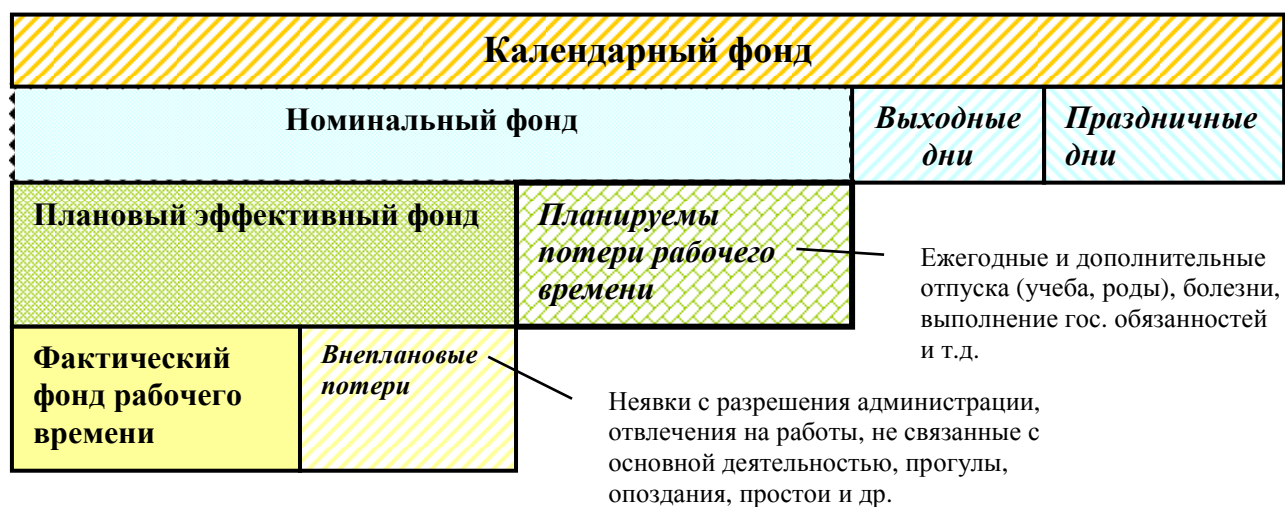 Календарный фонд
Номинальный фонд
Выходные
дни
Праздничные
дни
Плановый эффективный фонд
Планируемы
потери рабочего
времени
Ежегодные и дополнительные
отпуска (учеба, роды), болезни,
выполнение гос. обязанностей
и т.д.
Фактический
фонд рабочего
времени
Внеплановые
потери
Неявки с разрешения администрации,
отвлечения на работы, не связанные с
основной деятельностью, прогулы,
опоздания, простои и др.